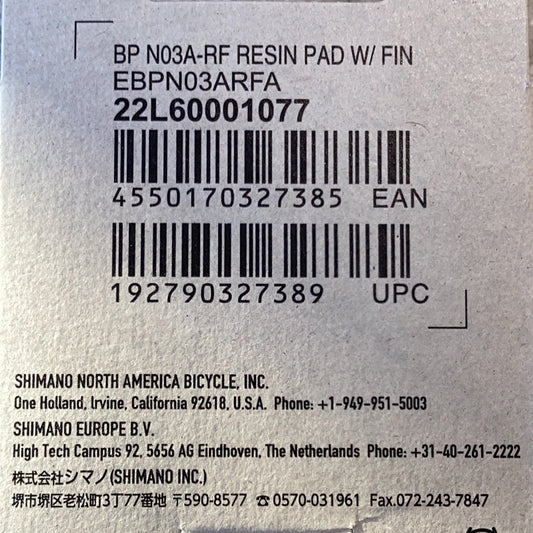 BP N03A-RF RESIN PAD W/ FIN
EBPN03ARFA
22L60001077
4550170327385 EAN
192790327389 UPC
SHIMANO NORTH AMERICA BICYCLE, INC.
One Holland, Irvine, California 92618, U.S.A. Phone: +1-949-951-5003
SHIMANO EUROPE B.V.
High Tech Campus 92, 5656 AG Eindhoven, The Netherlands Phone: +31-40-261-2222
株式会社シマノ(SHIMANO INC.)
堺市堺区老松町3丁77番地 〒590-8577 ☎0570-031961 Fax.072-243-7847